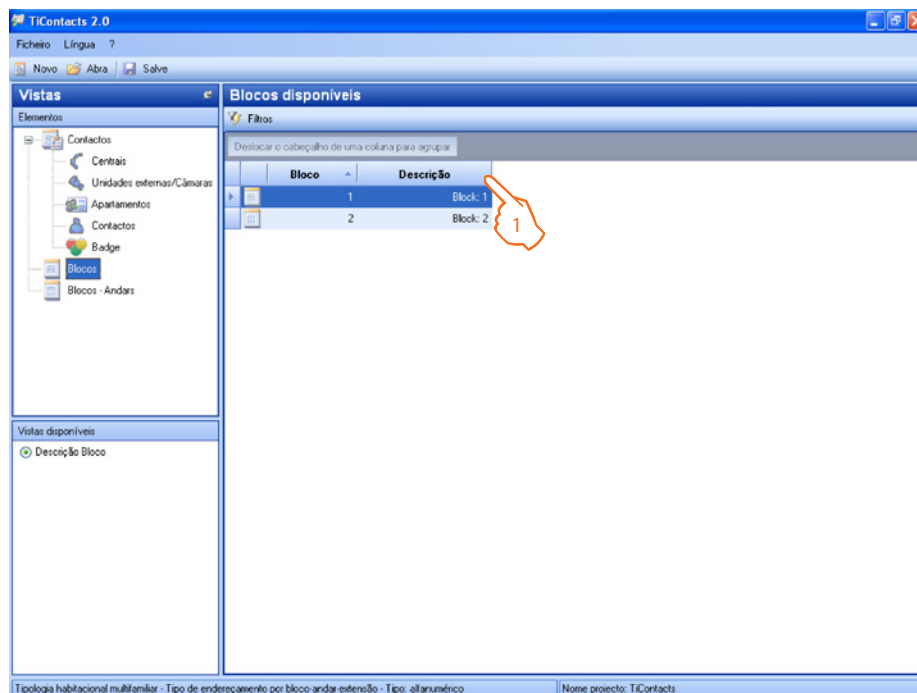 TiContacts 2.0
Ficheiro Língua ?
Novo Abra Salve
Vistas
Elementos
Contactos
Centrais
Unidades externas/Câmaras
Apartamentos
Contactos
Badge
Blocos
Blocos - Andars
Vistas disponíveis
Descrição Bloco
Blocos disponíveis
Filtros
Deslocar o cabeçalho de uma coluna para agrupar
Bloco Descrição
1 Block: 1
2 Block: 2
1
Tipologia habitacional multifamiliar - Tipo de endereçamento por bloco-andar-extensão - Tipo: alfanumérico
Nome projecto: TiContacts